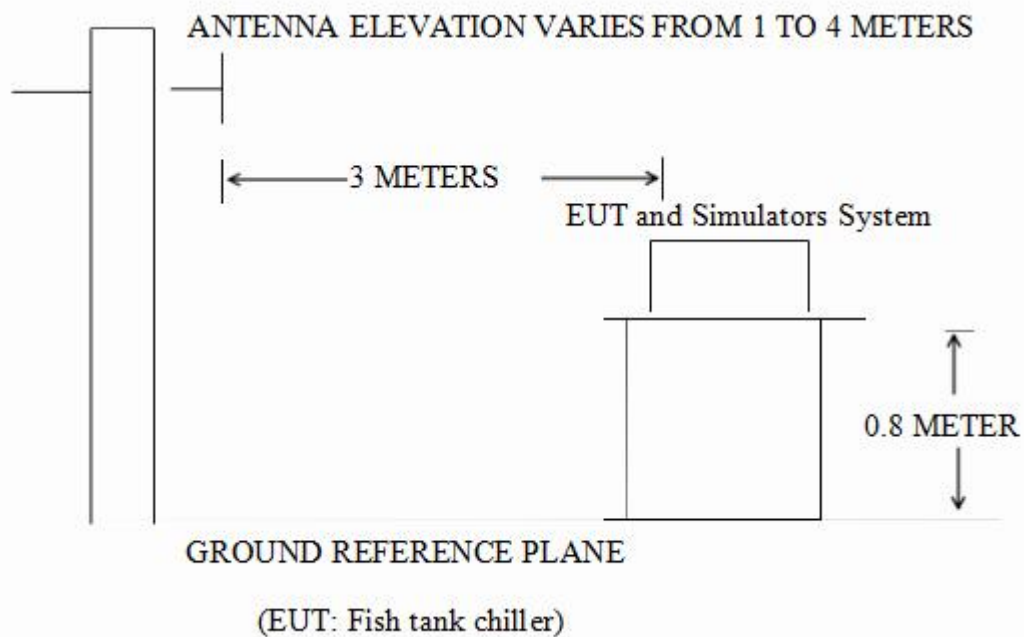 ANTENNA ELEVATION VARIES FROM 1 TO 4 METERS
3 METERS
EUT and Simulators System
0.8 METER
GROUND REFERENCE PLANE
(EUT: Fish tank chiller)